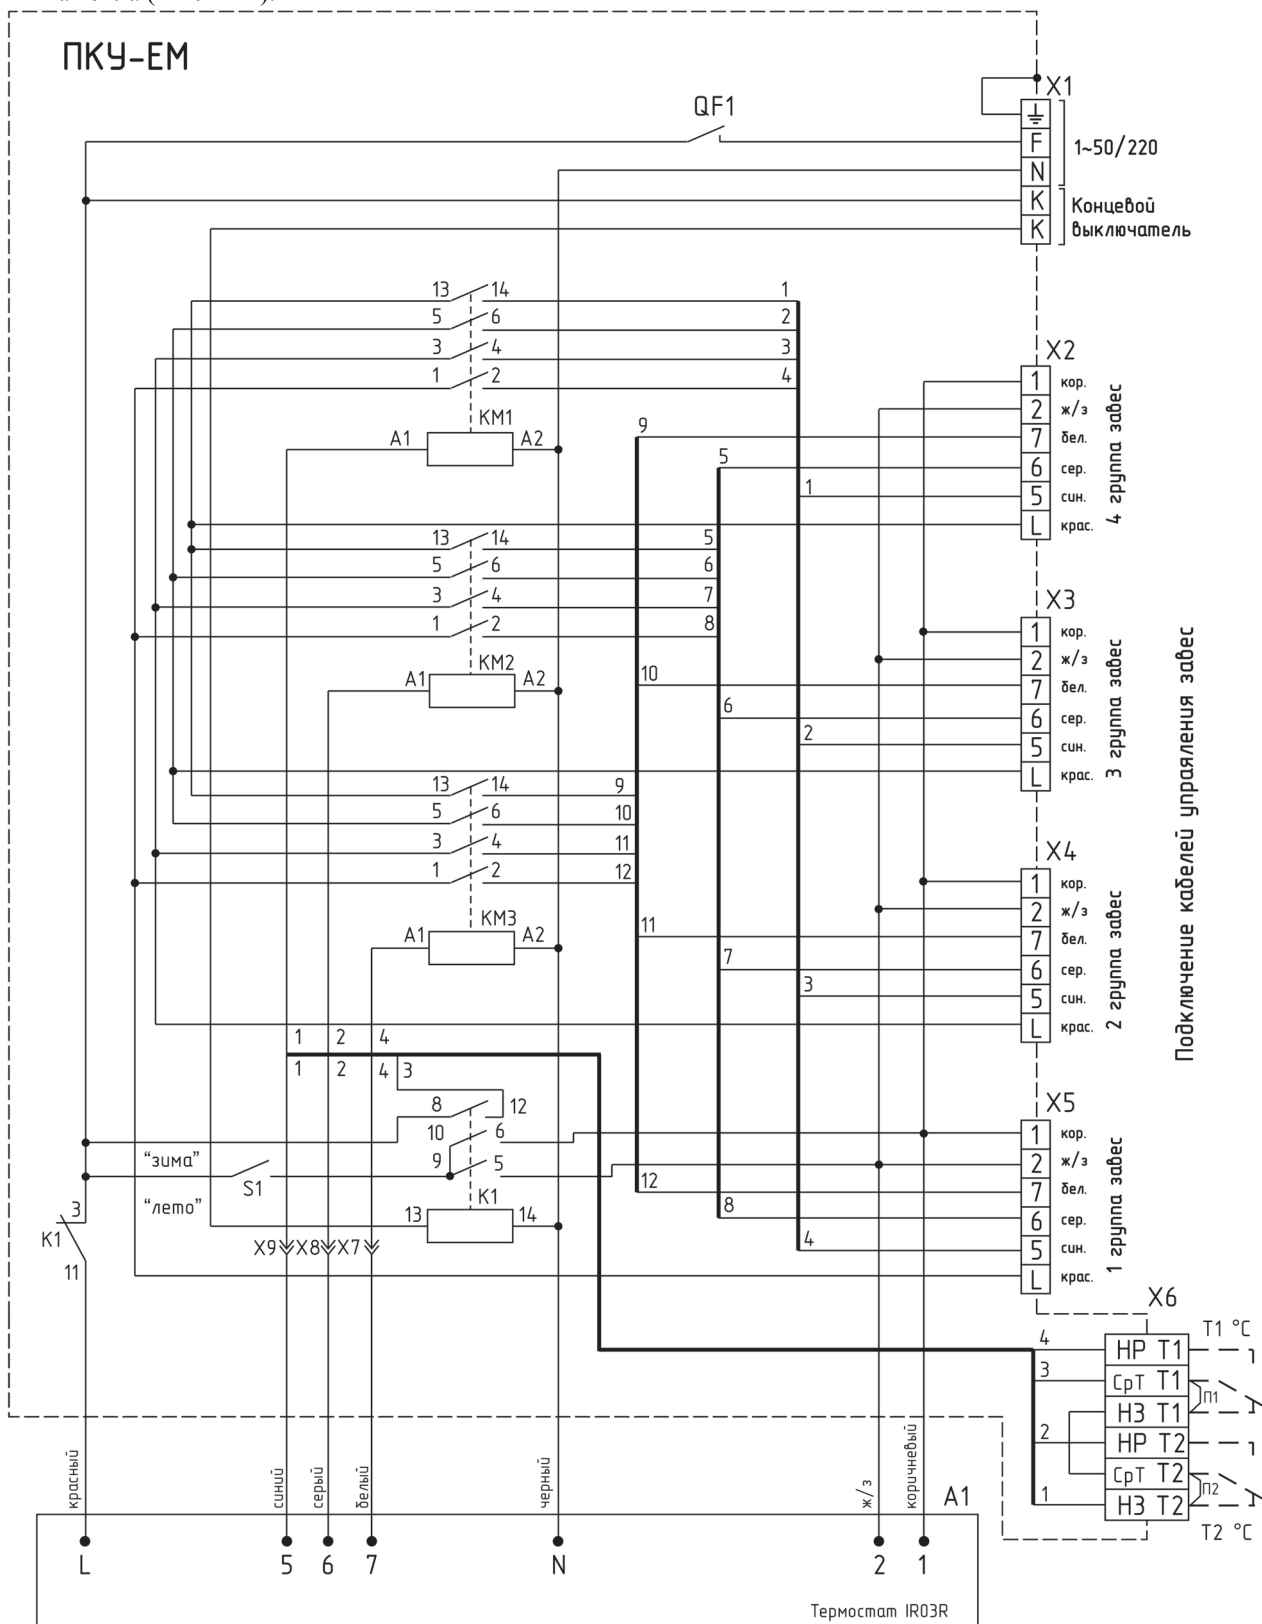 ПКУ-ЕМ
X1
QF1
F
N
K
K
1~50/220
Концевой
выключатель
13 14 1
5 6 2
3 4 3
1 2 4
KM1
A1 A2
X2
1 кор.
2 ж/з
7 бел.
6 сер.
5 син.
L крас.
4 группа завес
9
5
1
13 14 5
5 6 6
3 4 7
1 2 8
KM2
A1 A2
X3
1 кор.
2 ж/з
7 бел.
6 сер.
5 син.
L крас.
3 группа завес
10
6
2
13 14 9
5 6 10
3 4 11
1 2 12
KM3
A1 A2
X4
1 кор.
2 ж/з
7 бел.
6 сер.
5 син.
L крас.
2 группа завес
11
7
3
Подключение кабелей упраяления завес
1 2 4
1 2 4 3
8 12
10 6
9 5
"зима"
S1
"лето"
K1
13 14
3
K1
11
X9 X8 X7
X5
1 кор.
2 ж/з
7 бел.
6 сер.
5 син.
L крас.
1 группа завес
12
8
4
X6
T1 °C
4 НР T1
3 СрТ T1
П1
НЗ T1
2 НР T2
СрТ T2
П2
1 НЗ T2
T2 °C
красный
синий
серый
белый
черный
ж/з
коричневый
A1
L 5 6 7 N 2 1
Термостат IR03R